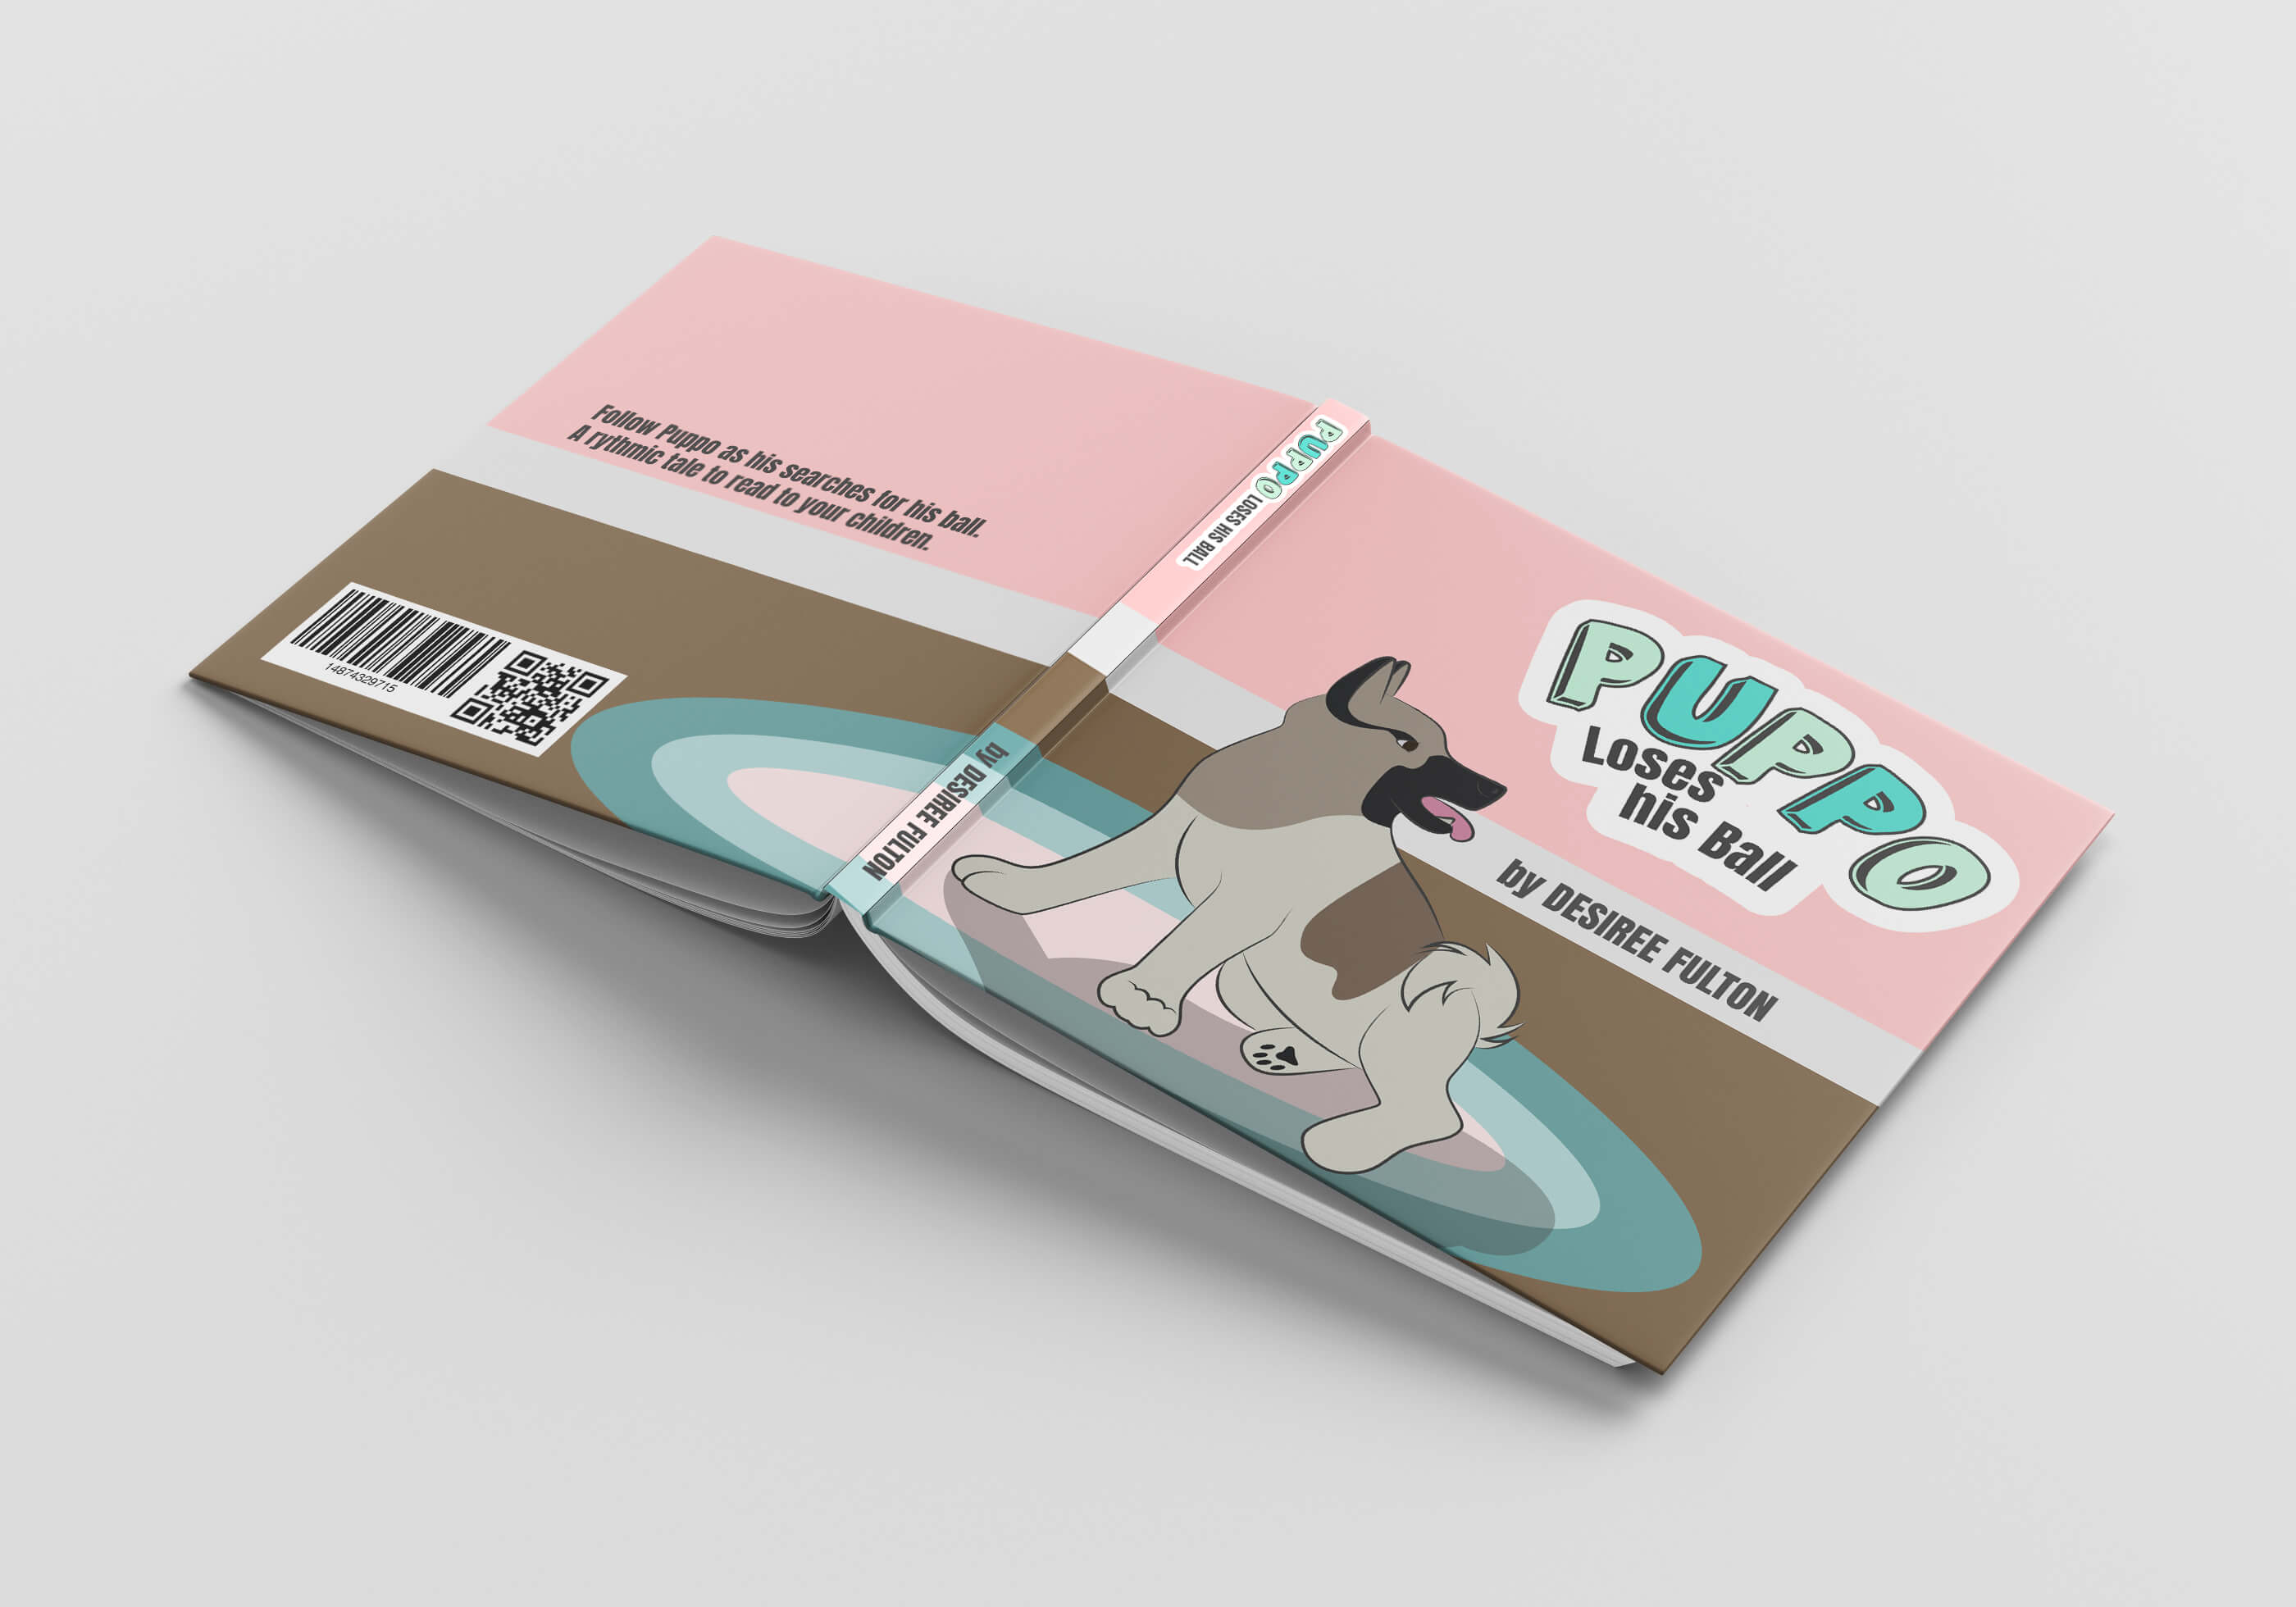 Follow Puppo as his searches for his ball.
A rythmic tale to read to your children.
14874329715
PUPPO LOSES HIS BALL
by DESIREE FULTON
PUPPO
Loses
his Ball
by DESIREE FULTON